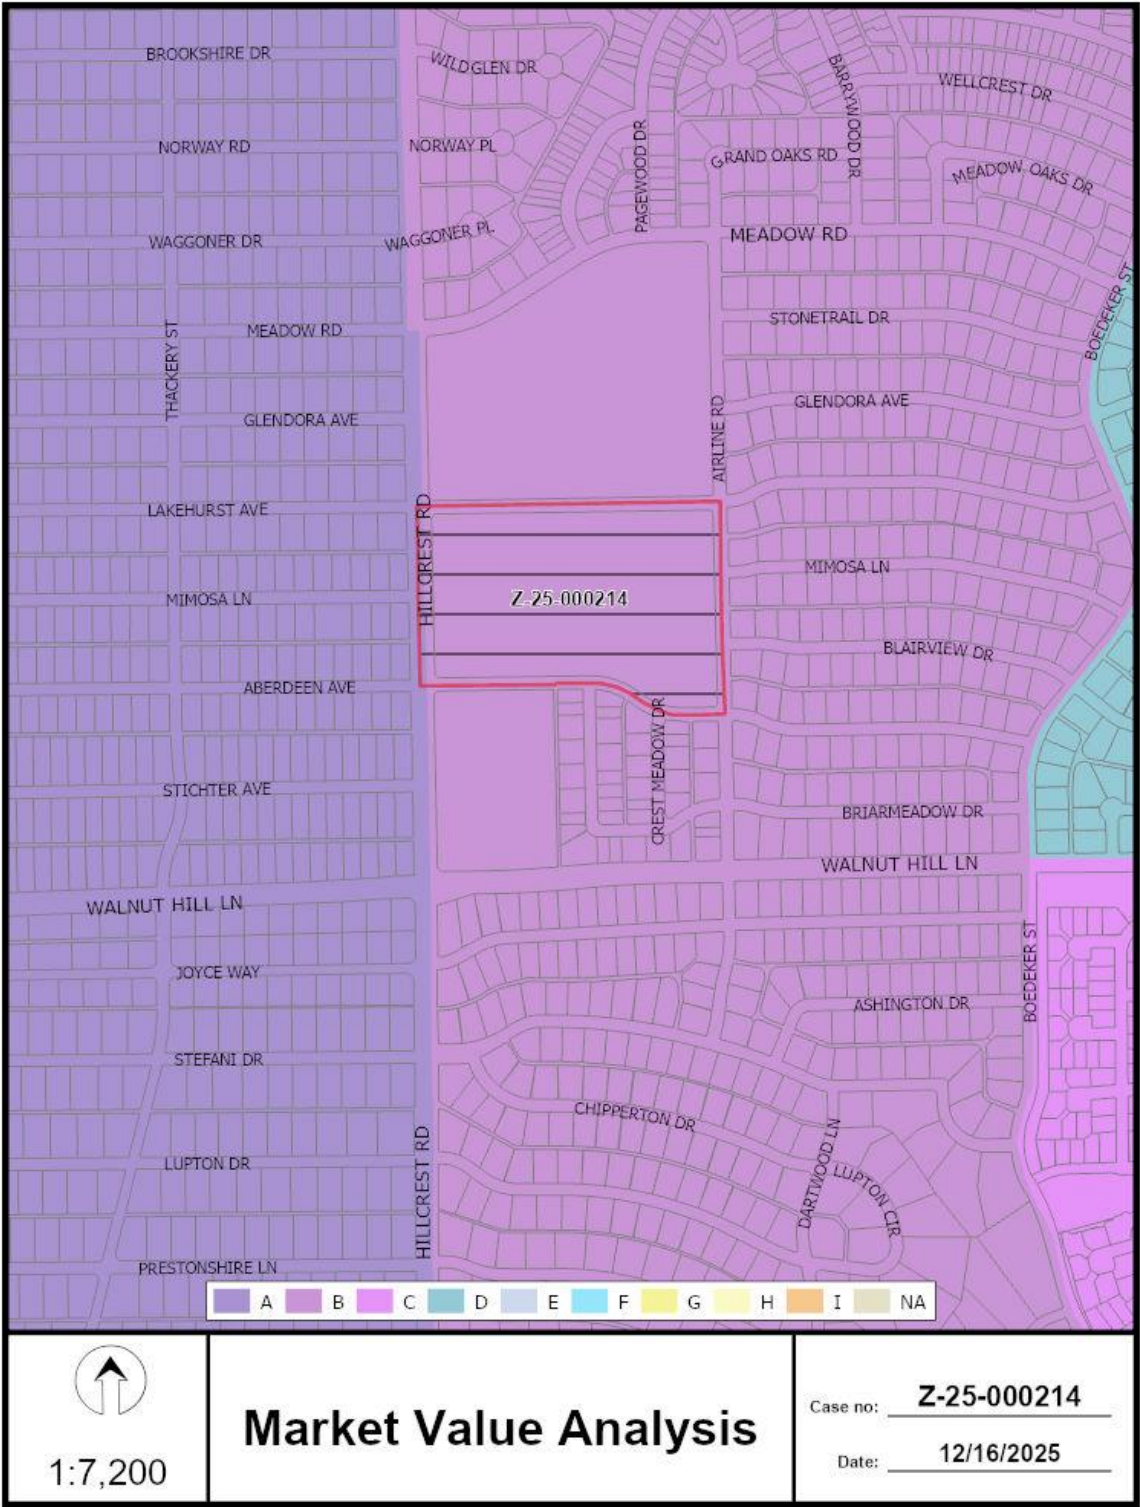 BROOKSHIRE DR
WILDGLEN DR
BARRYWOOD DR
WELLCREST DR
NORWAY RD
NORWAY PL
PAGEWOOD DR
GRAND OAKS RD
MEADOW OAKS DR
WAGGONER DR
WAGGONER PL
MEADOW RD
BOEDEKER ST
THACKERY ST
MEADOW RD
STONETRAIL DR
GLENDORA AVE
GLENDORA AVE
AIRLINE RD
LAKEHURST AVE
HILLCREST RD
MIMOSA LN
MIMOSA LN
Z-25-000214
ABERDEEN AVE
BLAIRVIEW DR
CREST MEADOW DR
STICHTER AVE
BRIARMEADOW DR
WALNUT HILL LN
WALNUT HILL LN
JOYCE WAY
BOEDEKER ST
ASHINGTON DR
STEFANI DR
CHIPPERTON DR
LUPTON DR
HILLCREST RD
DARTWOOD LN
LUPTON CIR
PRESTONSHIRE LN
A B C D E F G H I NA
1:7,200
Market Value Analysis
Case no: Z-25-000214
Date: 12/16/2025